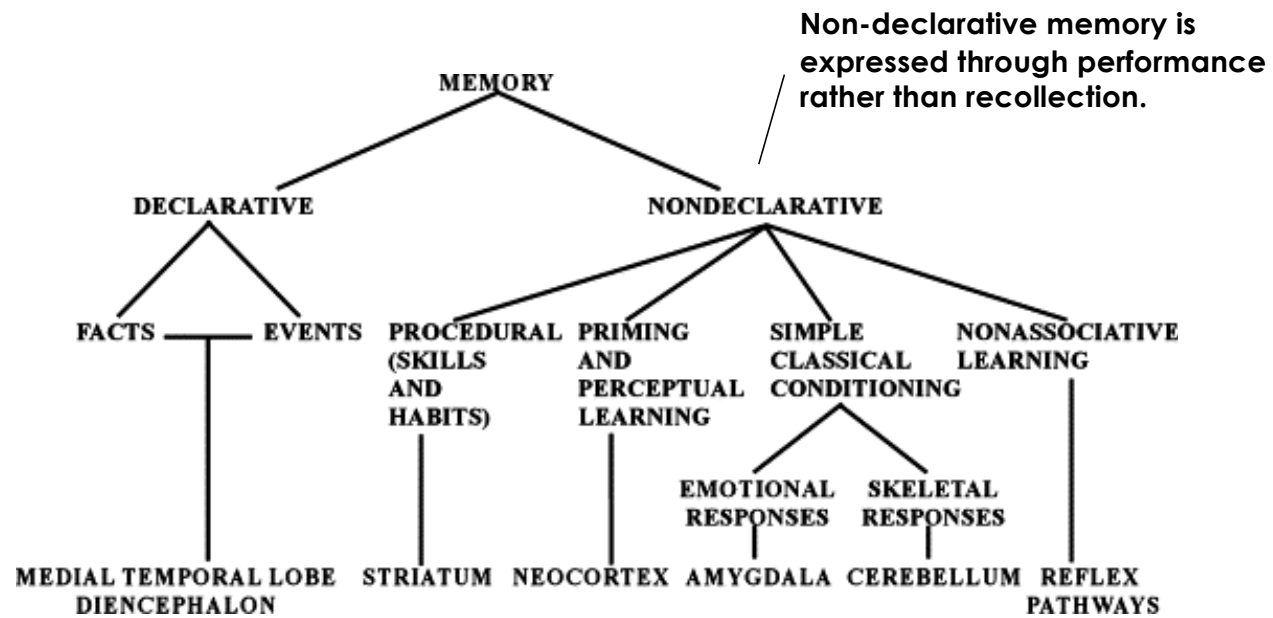 Non-declarative memory is
expressed through performance
rather than recollection.
MEMORY
DECLARATIVE
NONDECLARATIVE
FACTS
EVENTS
PROCEDURAL
(SKILLS
AND
HABITS)
PRIMING
AND
PERCEPTUAL
LEARNING
SIMPLE
CLASSICAL
CONDITIONING
NONASSOCIATIVE
LEARNING
EMOTIONAL
RESPONSES
SKELETAL
RESPONSES
MEDIAL TEMPORAL LOBE
DIENCEPHALON
STRIATUM
NEOCORTEX
AMYGDALA
CEREBELLUM
REFLEX
PATHWAYS